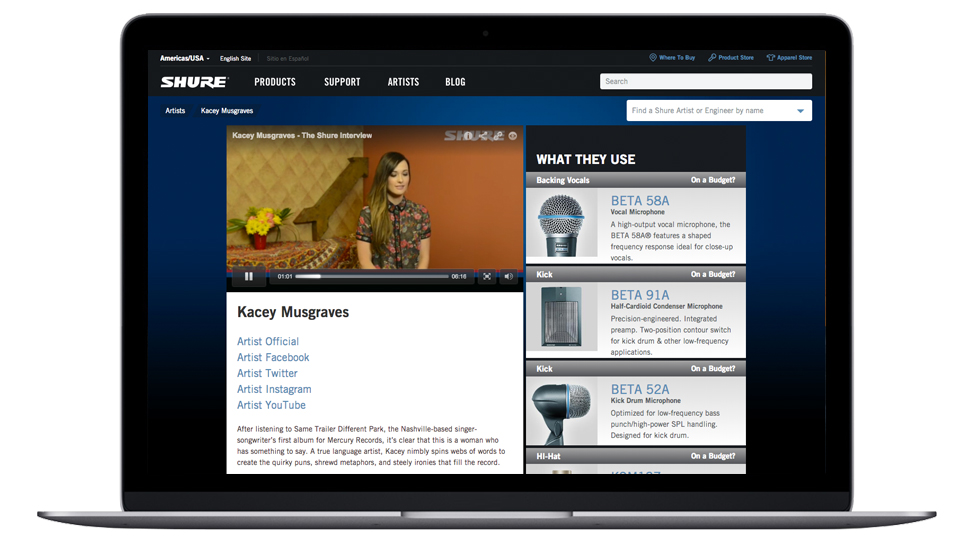 Americas/USA English Site Sitio en Español
Where To Buy Product Store Apparel Store
SHURE PRODUCTS SUPPORT ARTISTS BLOG Search
Artists Kacey Musgraves Find a Shure Artist or Engineer by name
Kacey Musgraves - The Shure Interview
SHURE
01:01 06:16
Kacey Musgraves
Artist Official
Artist Facebook
Artist Twitter
Artist Instagram
Artist YouTube
After listening to Same Trailer Different Park, the Nashville-based singer-
songwriter's first album for Mercury Records, it's clear that this is a woman who
has something to say. A true language artist, Kacey nimbly spins webs of words to
create the quirky puns, shrewd metaphors, and steely ironies that fill the record.
WHAT THEY USE
Backing Vocals On a Budget?
BETA 58A
Vocal Microphone
A high-output vocal microphone, the
BETA 58A® features a shaped
frequency response ideal for close-up
vocals.
Kick On a Budget?
BETA 91A
Half-Cardioid Condenser Microphone
Precision-engineered. Integrated
preamp. Two-position contour switch
for kick drum & other low-frequency
applications.
Kick On a Budget?
BETA 52A
Kick Drum Microphone
Optimized for low-frequency bass
punch/high-power SPL handling.
Designed for kick drum.
Hi-Hat On a Budget?